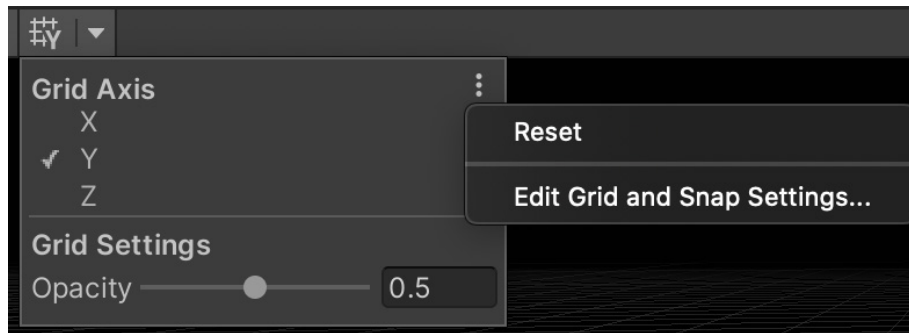 Y
Grid Axis
X
Y
Z
Reset
Edit Grid and Snap Settings...
Grid Settings
Opacity 0.5